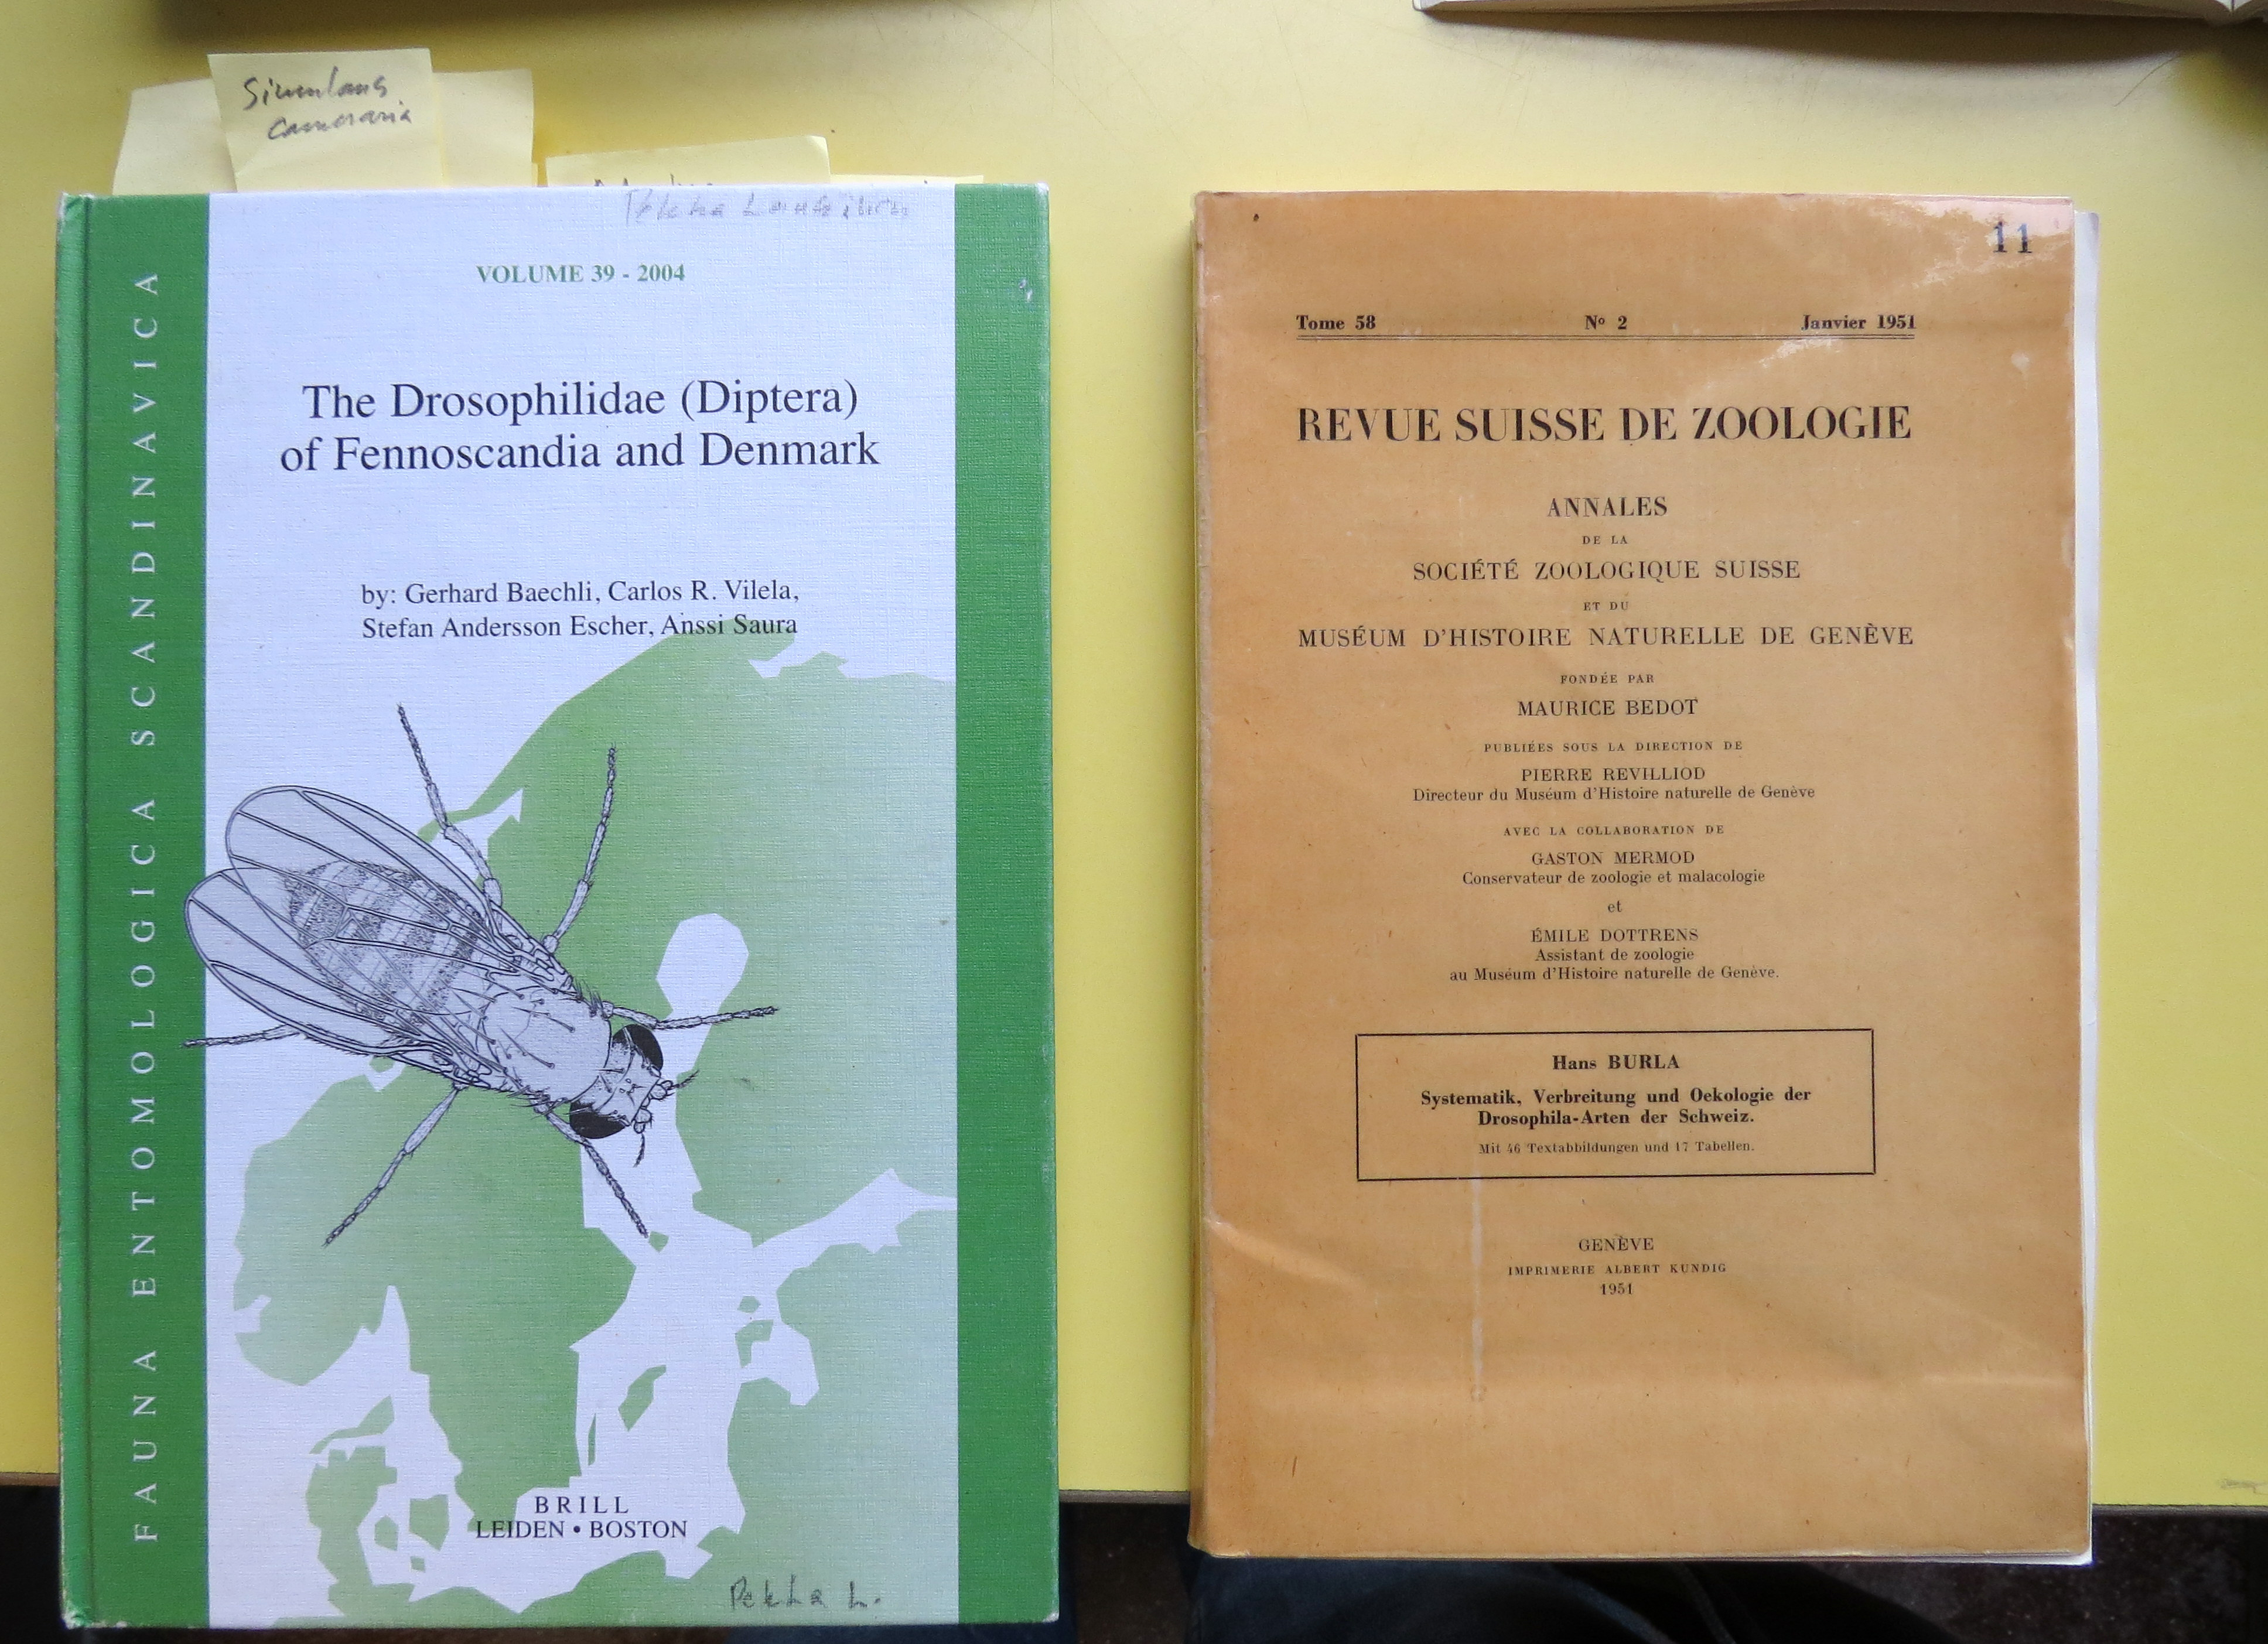 Simulans
Cameraria
FAUNA ENTOMOLOGICA SCANDINAVICA
VOLUME 39 - 2004
The Drosophilidae (Diptera)
of Fennoscandia and Denmark
by: Gerhard Baechli, Carlos R. Vilela,
Stefan Andersson Escher, Anssi Saura
BRILL
LEIDEN • BOSTON
Pekka L.
11
Tome 58 Nº 2 Janvier 1951
REVUE SUISSE DE ZOOLOGIE
ANNALES
DE LA
SOCIÉTÉ ZOOLOGIQUE SUISSE
ET DU
MUSÉUM D'HISTOIRE NATURELLE DE GENÈVE
FONDÉE PAR
MAURICE BEDOT
PUBLIÉES SOUS LA DIRECTION DE
PIERRE REVILLIOD
Directeur du Muséum d'Histoire naturelle de Genève
AVEC LA COLLABORATION DE
GASTON MERMOD
Conservateur de zoologie et malacologie
et
ÉMILE DOTTRENS
Assistant de zoologie
au Muséum d'Histoire naturelle de Genève.
Hans BURLA
Systematik, Verbreitung und Oekologie der
Drosophila-Arten der Schweiz.
Mit 46 Textabbildungen und 17 Tabellen.
GENÈVE
IMPRIMERIE ALBERT KUNDIG
1951